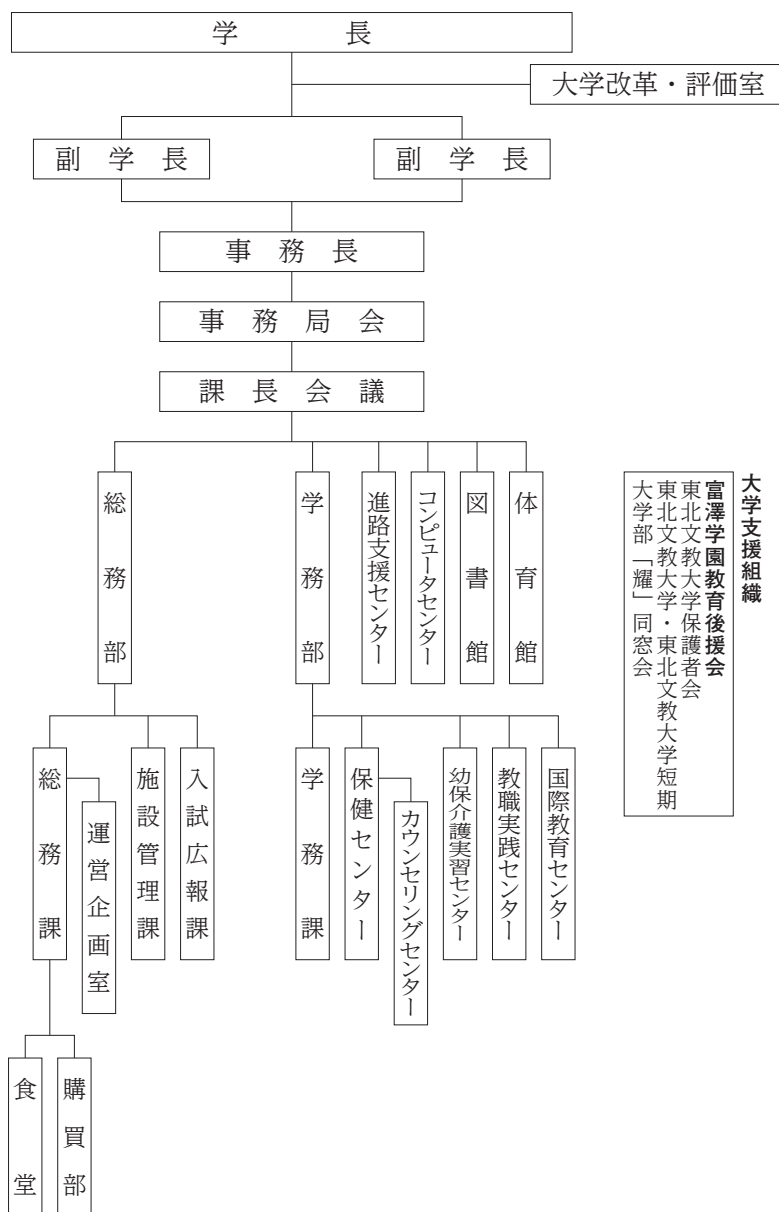 学長
大学改革・評価室
副学長
副学長
事務長
事務局会
課長会議
総務部
学務部
進路支援センター
コンピュータセンター
図書館
体育館
大学支援組織
富澤学園教育後援会
東北文教大学保護者会
東北文教大学・東北文教大学短期
大学部「耀」同窓会
総務課
運営企画室
施設管理課
入試広報課
学務課
保健センター
カウンセリングセンター
幼保介護実習センター
教職実践センター
国際教育センター
食堂
購買部